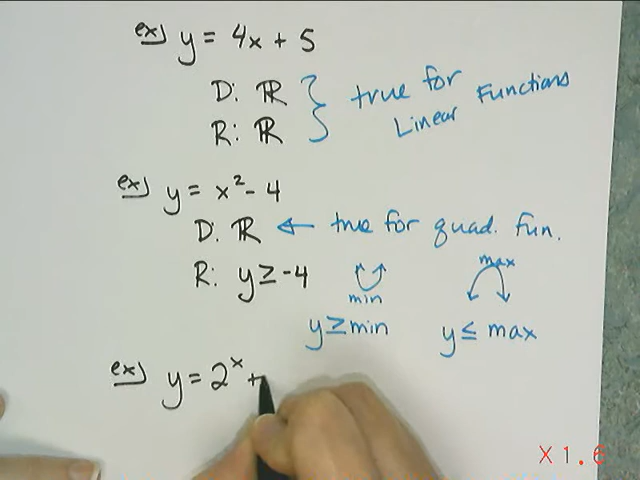 ex) y = 4x + 5
D: ℝ
R: ℝ
true for Linear Functions
ex) y = x² - 4
D: ℝ ← true for quad. fun.
R: y ≥ -4
min
max
y ≥ min
y ≤ max
ex) y = 2ˣ +
X1.6